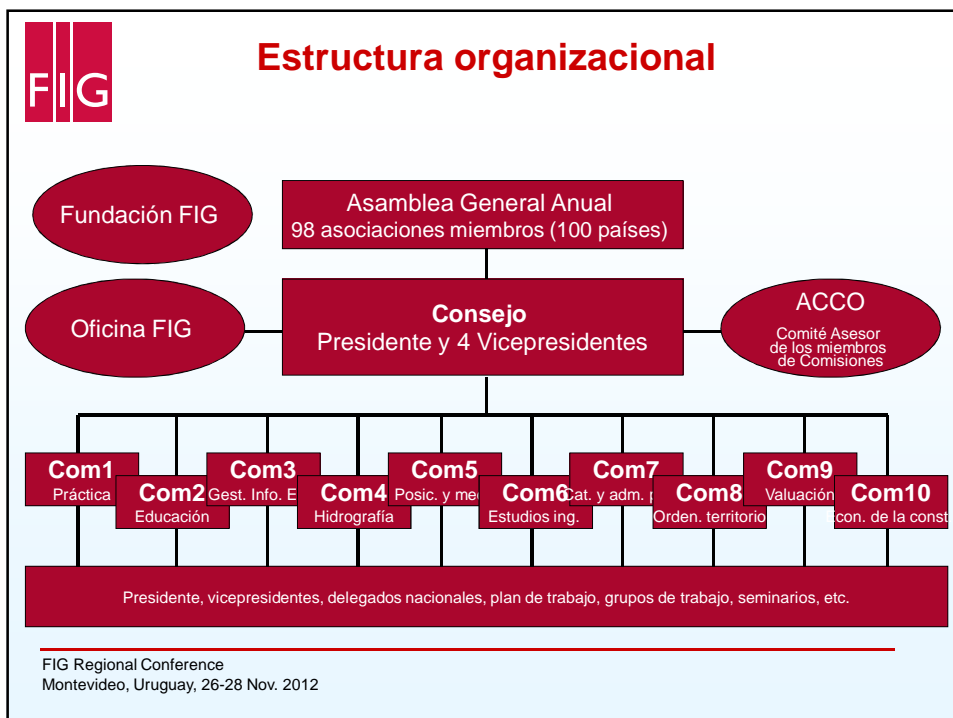 FIG
Estructura organizacional
Fundación FIG
Asamblea General Anual
98 asociaciones miembros (100 países)
Oficina FIG
Consejo
Presidente y 4 Vicepresidentes
ACCO
Comité Asesor
de los miembros
de Comisiones
Com1
Práctica
Com2
Educación
Com3
Gest. Info. E
Com4
Hidrografía
Com5
Posic. y me
Com6
Estudios ing.
Com7
Cat. y adm.
Com8
Orden. territorio
Com9
Valuación
Com10
Econ. de la const
Presidente, vicepresidentes, delegados nacionales, plan de trabajo, grupos de trabajo, seminarios, etc.
FIG Regional Conference
Montevideo, Uruguay, 26-28 Nov. 2012